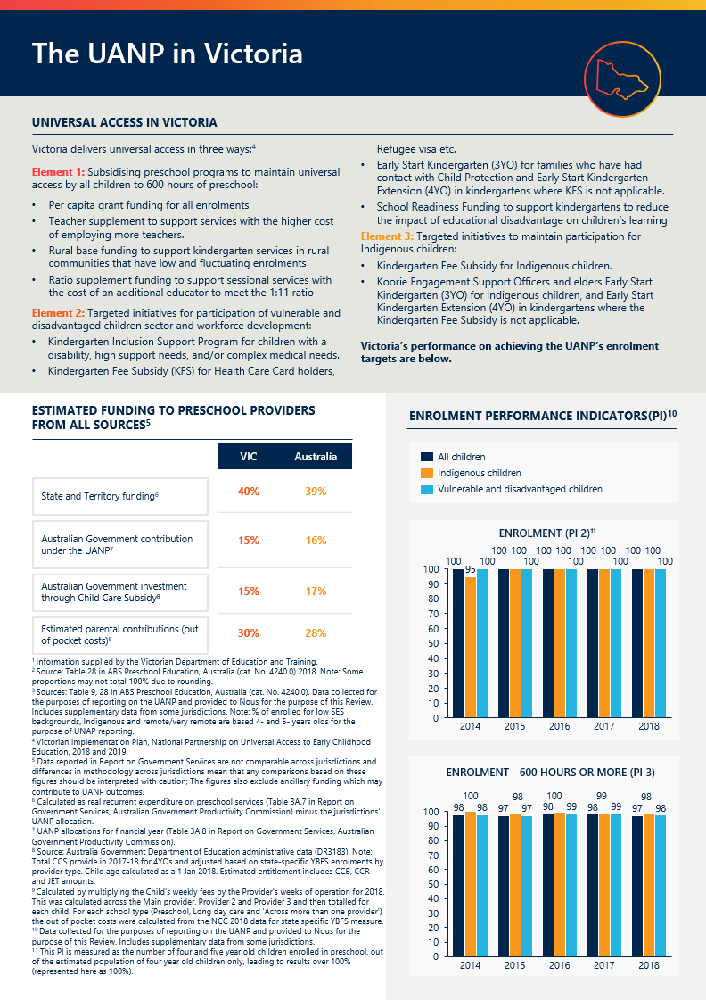 The UANP in Victoria
UNIVERSAL ACCESS IN VICTORIA
Victoria delivers universal access in three ways:⁴
Element 1: Subsidising preschool programs to maintain universal
access by all children to 600 hours of preschool:
• Per capita grant funding for all enrolments
• Teacher supplement to support services with the higher cost
of employing more teachers.
• Rural base funding to support kindergarten services in rural
communities that have low and fluctuating enrolments
• Ratio supplement funding to support sessional services with
the cost of an additional educator to meet the 1:11 ratio
Element 2: Targeted initiatives for participation of vulnerable and
disadvantaged children sector and workforce development:
• Kindergarten Inclusion Support Program for children with a
disability, high support needs, and/or complex medical needs.
• Kindergarten Fee Subsidy (KFS) for Health Care Card holders,
Refugee visa etc.
• Early Start Kindergarten (3YO) for families who have had
contact with Child Protection and Early Start Kindergarten
Extension (4YO) in kindergartens where KFS is not applicable.
• School Readiness Funding to support kindergartens to reduce
the impact of educational disadvantage on children's learning
Element 3: Targeted initiatives to maintain participation for
Indigenous children:
• Kindergarten Fee Subsidy for Indigenous children.
• Koorie Engagement Support Officers and elders Early Start
Kindergarten (3YO) for Indigenous children, and Early Start
Kindergarten Extension (4YO) in kindergartens where the
Kindergarten Fee Subsidy is not applicable.
Victoria's performance on achieving the UANP's enrolment
targets are below.
ESTIMATED FUNDING TO PRESCHOOL PROVIDERS
FROM ALL SOURCES⁵
VIC Australia
State and Territory funding⁶ 40% 39%
Australian Government contribution
under the UANP⁷ 15% 16%
Australian Government investment
through Child Care Subsidy⁸ 15% 17%
Estimated parental contributions (out
of pocket costs)⁹ 30% 28%
¹ Information supplied by the Victorian Department of Education and Training.
² Source: Table 28 in ABS Preschool Education, Australia (cat. No. 4240.0) 2018. Note: Some
proportions may not total 100% due to rounding.
³ Sources: Table 9, 28 in ABS Preschool Education, Australia (cat. No. 4240.0). Data collected for
the purposes of reporting on the UANP and provided to Nous for the purpose of this Review.
Includes supplementary data from some jurisdictions. Note: % of enrolled for low SES
backgrounds, Indigenous and remote/very remote are based 4- and 5- years olds for the
purpose of UNAP reporting.
⁴ Victorian Implementation Plan, National Partnership on Universal Access to Early Childhood
Education, 2018 and 2019.
⁵ Data reported in Report on Government Services are not comparable across jurisdictions and
differences in methodology across jurisdictions mean that any comparisons based on these
figures should be interpreted with caution; The figures also exclude ancillary funding which may
contribute to UANP outcomes.
⁶ Calculated as real recurrent expenditure on preschool services (Table 3A.7 in Report on
Government Services, Australian Government Productivity Commission) minus the jurisdictions'
UANP allocation.
⁷ UANP allocations for financial year (Table 3A.8 in Report on Government Services, Australian
Government Productivity Commission).
⁸ Source: Australia Government Department of Education administrative data (DR3183). Note:
Total CCS provide in 2017-18 for 4YOs and adjusted based on state-specific YBFS enrolments by
provider type. Child age calculated as a 1 Jan 2018. Estimated entitlement includes CCB, CCR
and JET amounts.
⁹ Calculated by multiplying the Child's weekly fees by the Provider's weeks of operation for 2018.
This was calculated across the Main provider, Provider 2 and Provider 3 and then totalled for
each child. For each school type (Preschool, Long day care and 'Across more than one provider')
the out of pocket costs were calculated from the NCC 2018 data for state specific YBFS measure.
¹⁰ Data collected for the purposes of reporting on the UANP and provided to Nous for the
purpose of this Review. Includes supplementary data from some jurisdictions.
¹¹ This PI is measured as the number of four and five year old children enrolled in preschool, out
of the estimated population of four year old children only, leading to results over 100%
(represented here as 100%).
ENROLMENT PERFORMANCE INDICATORS(PI)¹⁰
All children
Indigenous children
Vulnerable and disadvantaged children
ENROLMENT (PI 2)¹¹
100 100 100 100 100 100 100 100
100 95 100 100 100 100 100
100
90
80
70
60
50
40
30
20
10
0
2014 2015 2016 2017 2018
ENROLMENT - 600 HOURS OR MORE (PI 3)
100 98 100 99 98
98 98 97 97 98 99 98 99 97 98
100
90
80
70
60
50
40
30
20
10
0
2014 2015 2016 2017 2018